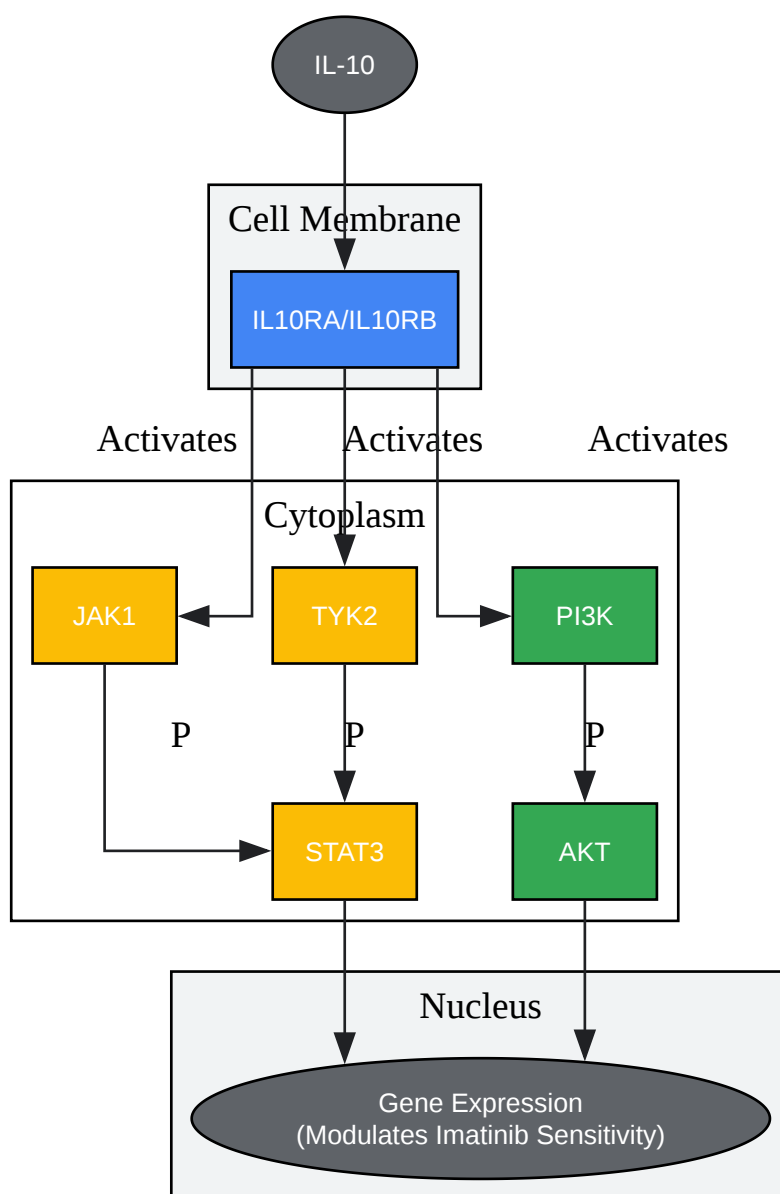 IL-10
Cell Membrane
IL10RA/IL10RB
Activates
Activates
Activates
Cytoplasm
JAK1
TYK2
PI3K
P
P
P
STAT3
AKT
Nucleus
Gene Expression
(Modulates Imatinib Sensitivity)